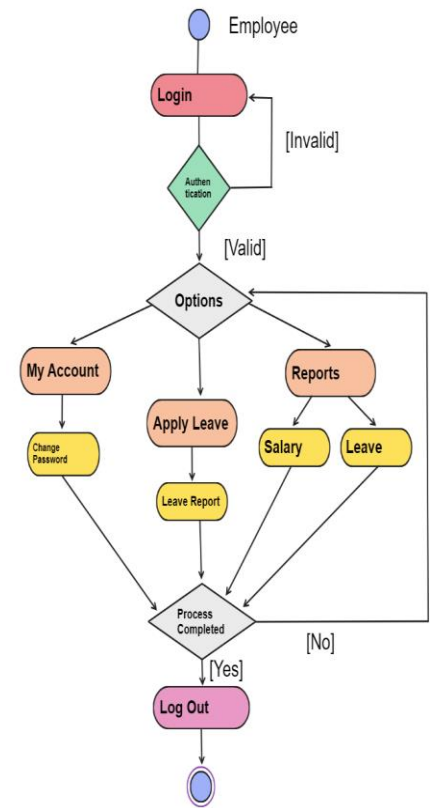 Employee
Login
[Invalid]
Authen
tication
[Valid]
Options
My Account
Reports
Apply Leave
Change
Password
Salary
Leave
Leave Report
Process
Completed
[No]
[Yes]
Log Out